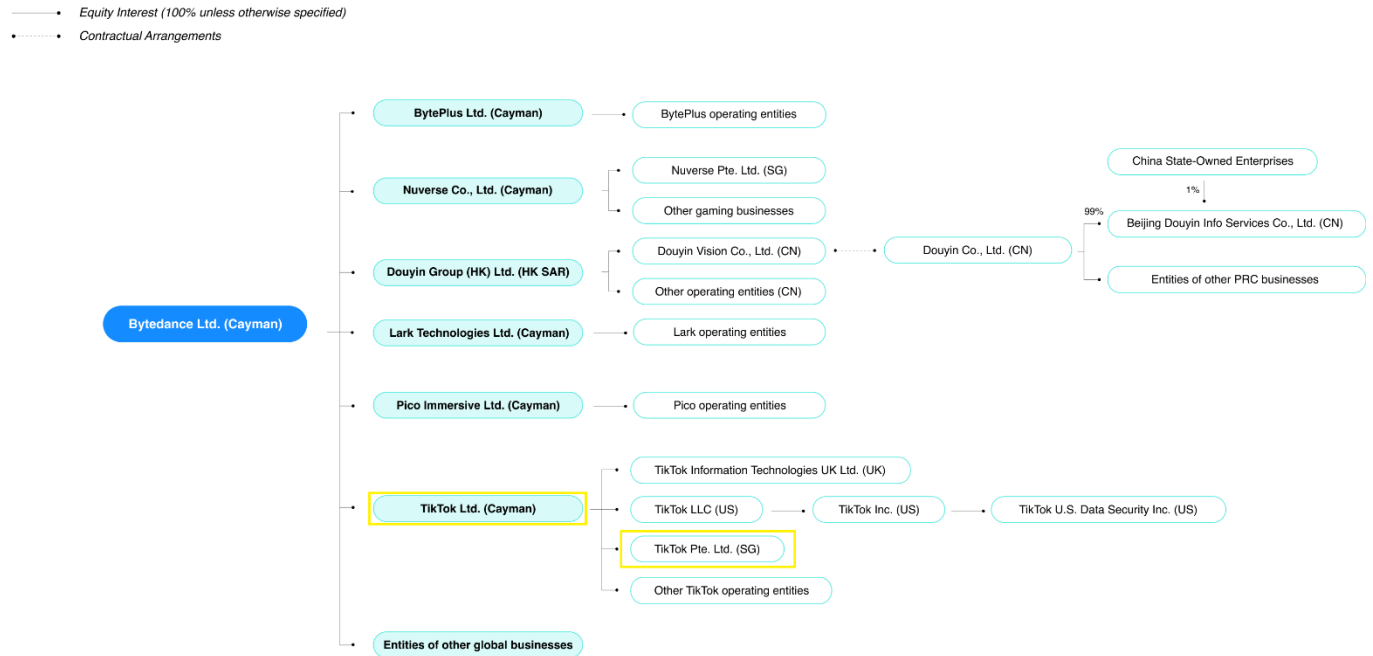 Equity Interest (100% unless otherwise specified)
Contractual Arrangements
BytePlus Ltd. (Cayman)
BytePlus operating entities
China State-Owned Enterprises
Nuverse Pte. Ltd. (SG)
1%
Nuverse Co., Ltd. (Cayman)
Other gaming businesses
99%
Beijing Douyin Info Services Co., Ltd. (CN)
Douyin Vision Co., Ltd. (CN)
Douyin Co., Ltd. (CN)
Douyin Group (HK) Ltd. (HK SAR)
Entities of other PRC businesses
Other operating entities (CN)
Bytedance Ltd. (Cayman)
Lark Technologies Ltd. (Cayman)
Lark operating entities
Pico Immersive Ltd. (Cayman)
Pico operating entities
TikTok Information Technologies UK Ltd. (UK)
TikTok Ltd. (Cayman)
TikTok LLC (US)
TikTok Inc. (US)
TikTok U.S. Data Security Inc. (US)
TikTok Pte. Ltd. (SG)
Other TikTok operating entities
Entities of other global businesses